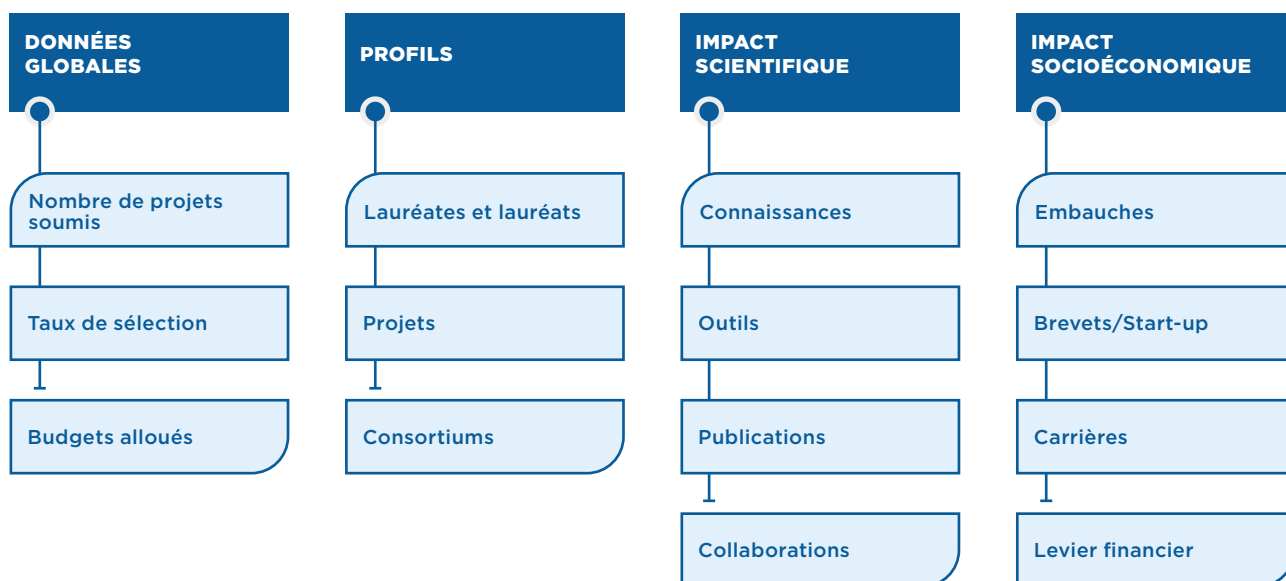 DONNÉES
GLOBALES
Nombre de projets
soumis
Taux de sélection
Budgets alloués
PROFILS
Lauréates et lauréats
Projets
Consortiums
IMPACT
SCIENTIFIQUE
Connaissances
Outils
Publications
Collaborations
IMPACT
SOCIOÉCONOMIQUE
Embauches
Brevets/Start-up
Carrières
Levier financier